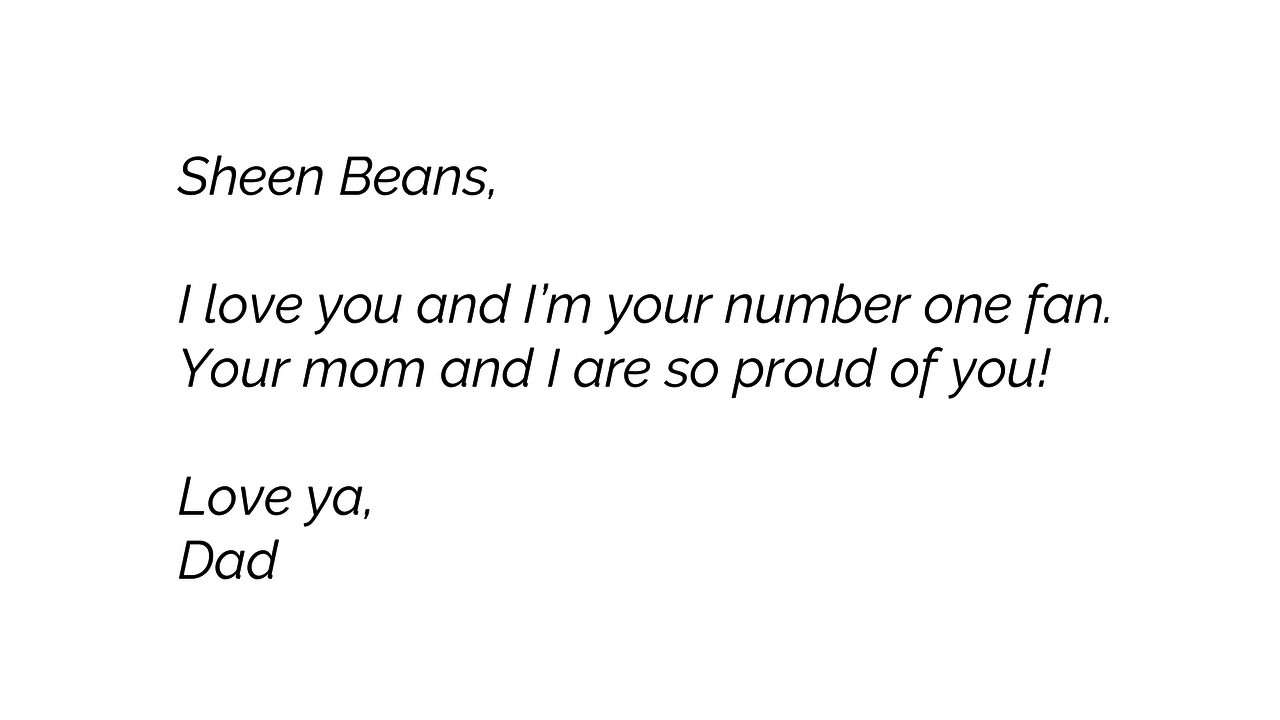 Sheen Beans,
I love you and I’m your number one fan.
Your mom and I are so proud of you!
Love ya,
Dad